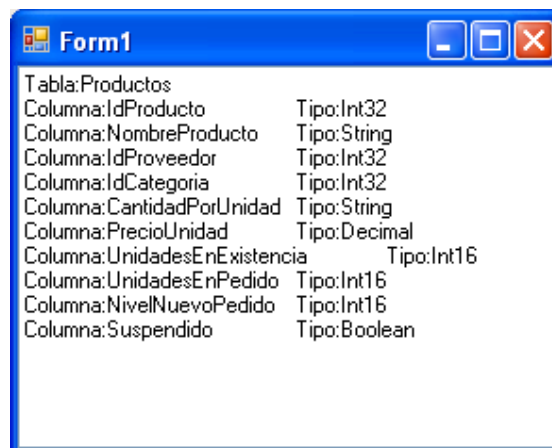 Form1
Tabla:Productos
Columna:IdProducto Tipo:Int32
Columna:NombreProducto Tipo:String
Columna:IdProveedor Tipo:Int32
Columna:IdCategoria Tipo:Int32
Columna:CantidadPorUnidad Tipo:String
Columna:PrecioUnidad Tipo:Decimal
Columna:UnidadesEnExistencia Tipo:Int16
Columna:UnidadesEnPedido Tipo:Int16
Columna:NivelNuevoPedido Tipo:Int16
Columna:Suspendido Tipo:Boolean